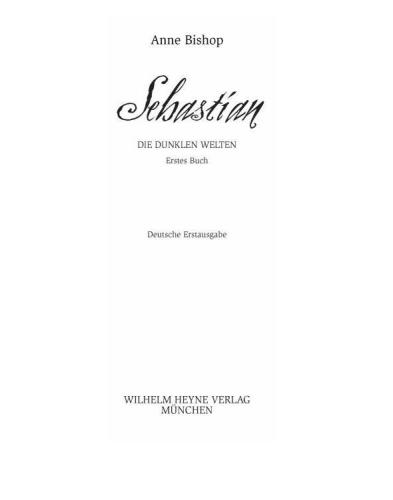 Anne Bishop
Sebastian
DIE DUNKLEN WELTEN
Erstes Buch
Deutsche Erstausgabe
WILHELM HEYNE VERLAG
MÜNCHEN